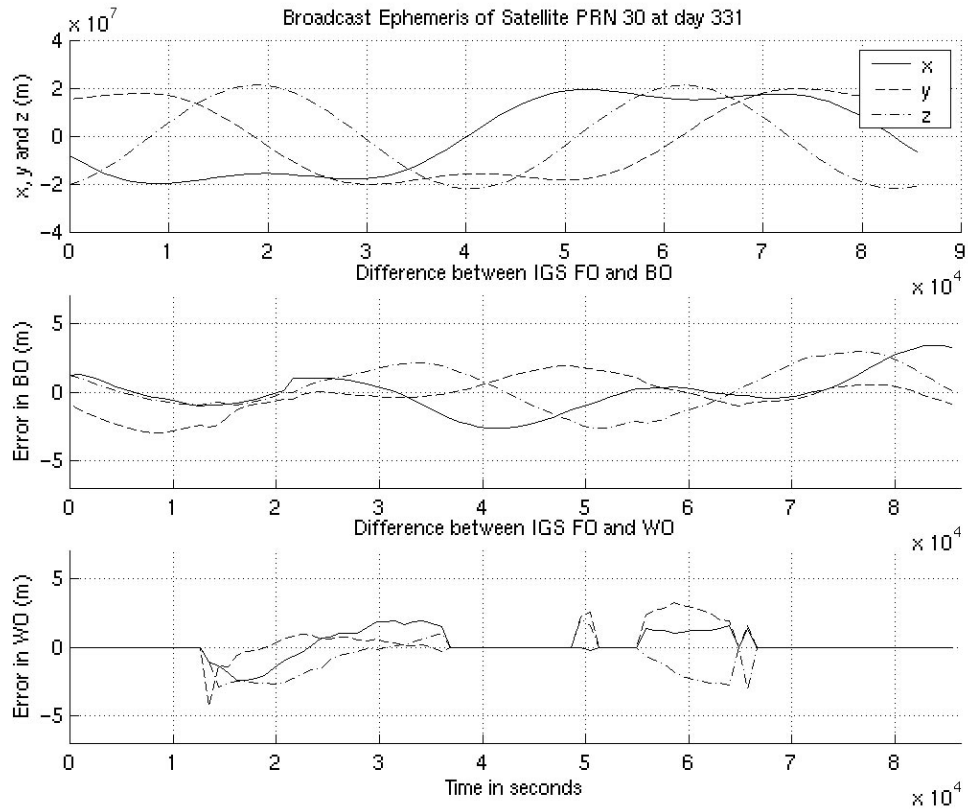 Broadcast Ephemeris of Satellite PRN 30 at day 331
x 10^7
x, y and z (m)
4
2
0
−2
−4
x
y
z
0 1 2 3 4 5 6 7 8 9
x 10^4
Difference between IGS FO and BO
Error in BO (m)
5
0
−5
0 1 2 3 4 5 6 7 8
x 10^4
Difference between IGS FO and WO
Error in WO (m)
5
0
−5
0 1 2 3 4 5 6 7 8
Time in seconds
x 10^4